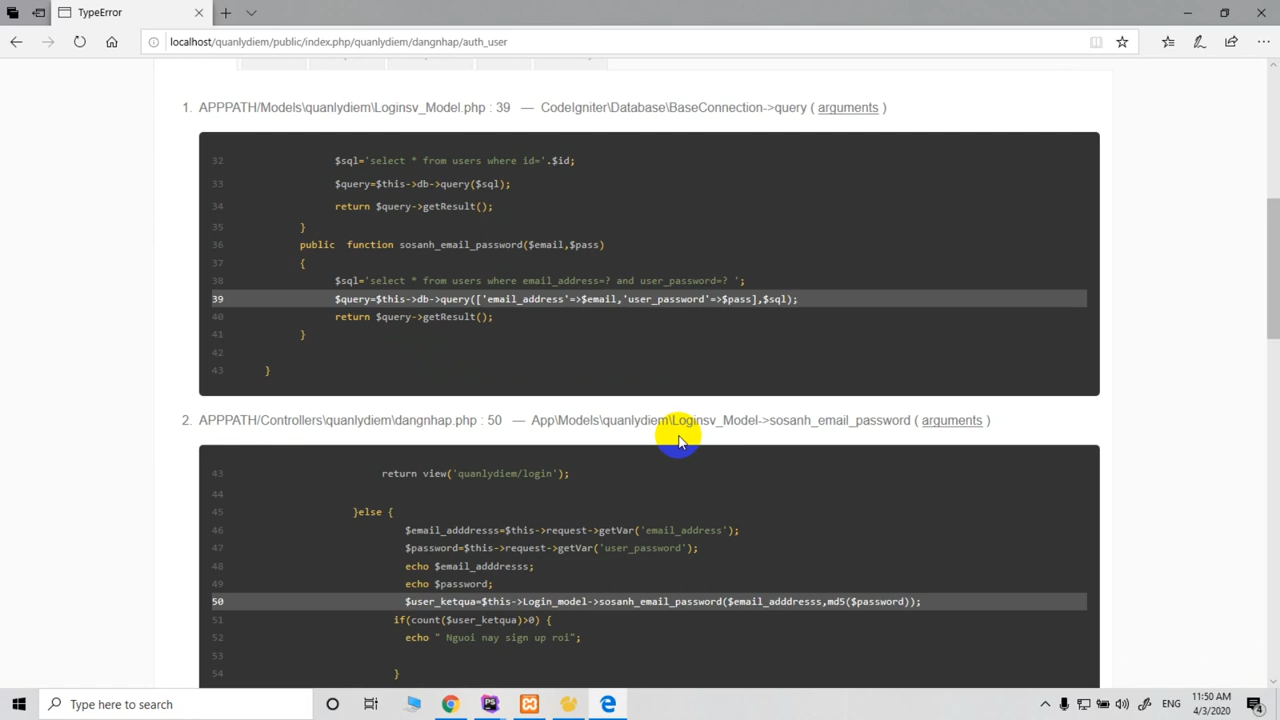 TypeError
localhost/quanlydiem/public/index.php/quanlydiem/dangnhap/auth_user
1. APPPATH/Models\quanlydiem\Loginsv_Model.php : 39 — CodeIgniter\Database\BaseConnection->query ( arguments )
32 $sql='select * from users where id='.$id;
33 $query=$this->db->query($sql);
34 return $query->getResult();
35 }
36 public function sosanh_email_password($email,$pass)
37 {
38 $sql='select * from users where email_address=? and user_password=? ';
39 $query=$this->db->query(['email_address'=>$email,'user_password'=>$pass],$sql);
40 return $query->getResult();
41 }
42
43 }
2. APPPATH/Controllers\quanlydiem\dangnhap.php : 50 — App\Models\quanlydiem\Loginsv_Model->sosanh_email_password ( arguments )
43 return view('quanlydiem/login');
44
45 }else {
46 $email_adddresss=$this->request->getVar('email_address');
47 $password=$this->request->getVar('user_password');
48 echo $email_adddresss;
49 echo $password;
50 $user_ketqua=$this->Login_model->sosanh_email_password($email_adddresss,md5($password));
51 if(count($user_ketqua)>0) {
52 echo " Nguoi nay sign up roi";
53
54 }
Type here to search
ENG
11:50 AM
4/3/2020
4